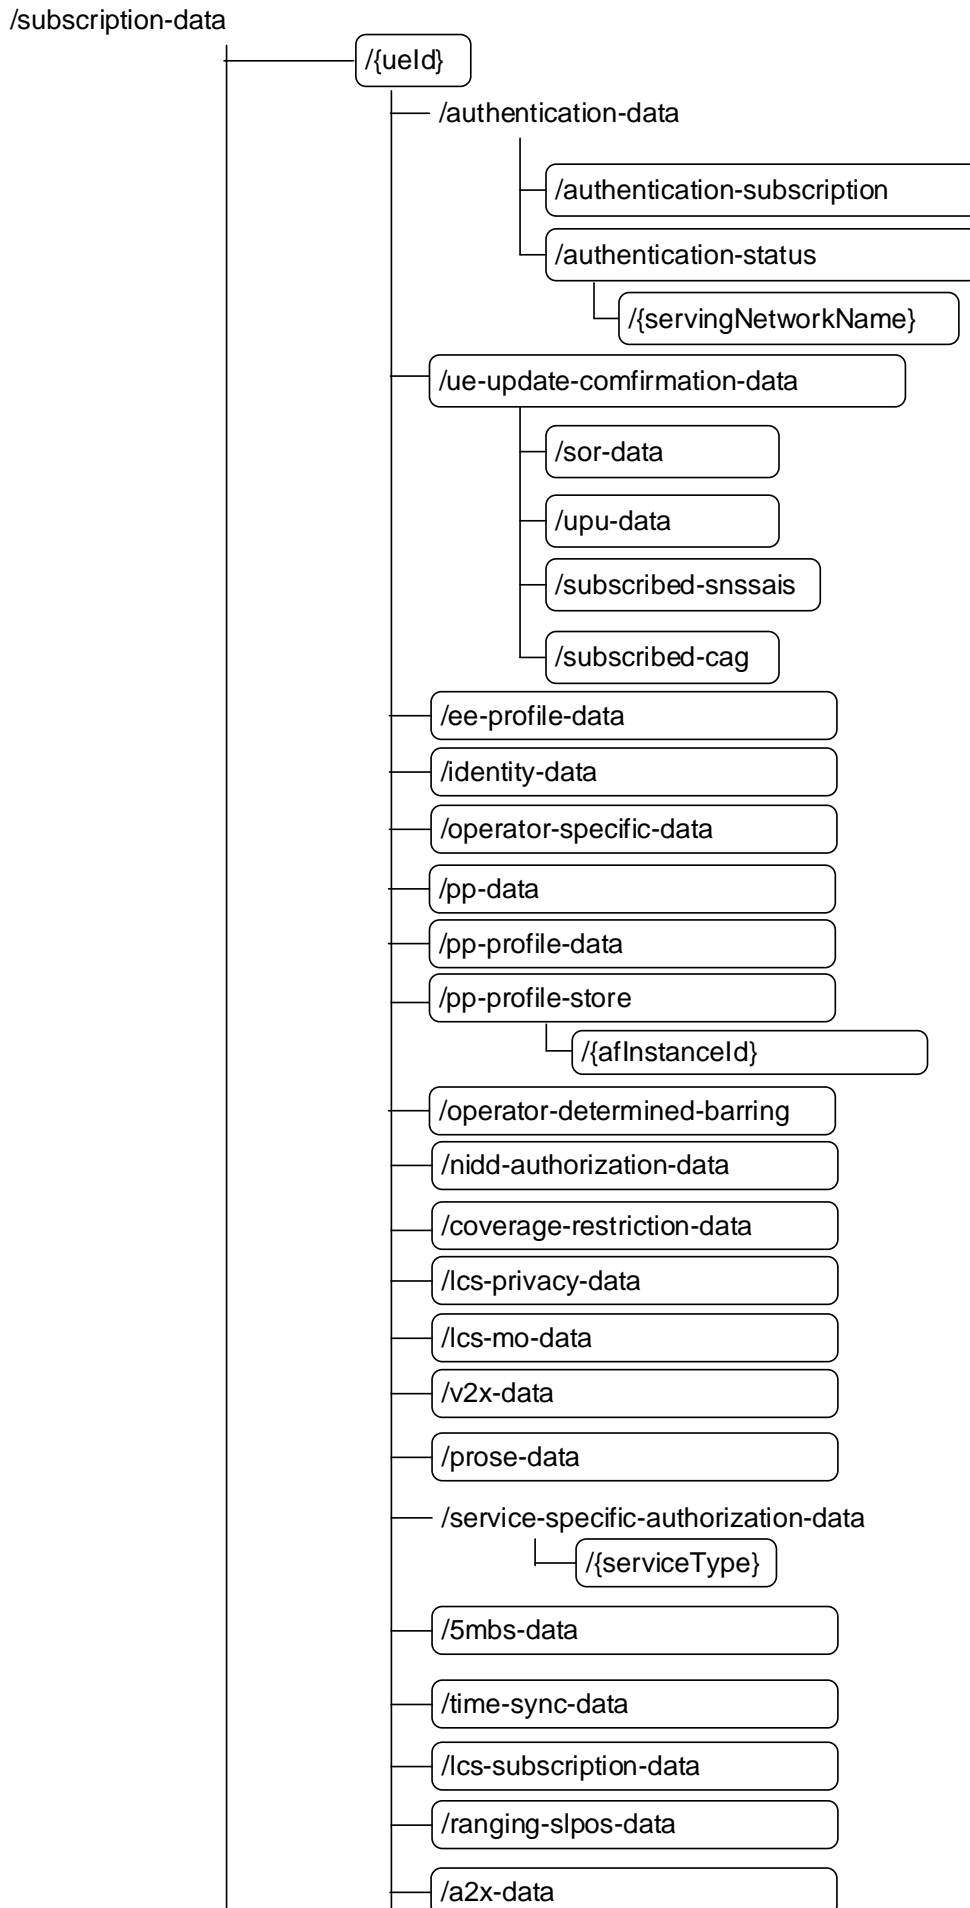 /subscription-data
/{ueId}
/authentication-data
/authentication-subscription
/authentication-status
/{servingNetworkName}
/ue-update-comfirmation-data
/sor-data
/upu-data
/subscribed-snssais
/subscribed-cag
/ee-profile-data
/identity-data
/operator-specific-data
/pp-data
/pp-profile-data
/pp-profile-store
/{afInstanceId}
/operator-determined-barring
/nidd-authorization-data
/coverage-restriction-data
/lcs-privacy-data
/lcs-mo-data
/v2x-data
/prose-data
/service-specific-authorization-data
/{serviceType}
/5mbs-data
/time-sync-data
/lcs-subscription-data
/ranging-slpos-data
/a2x-data